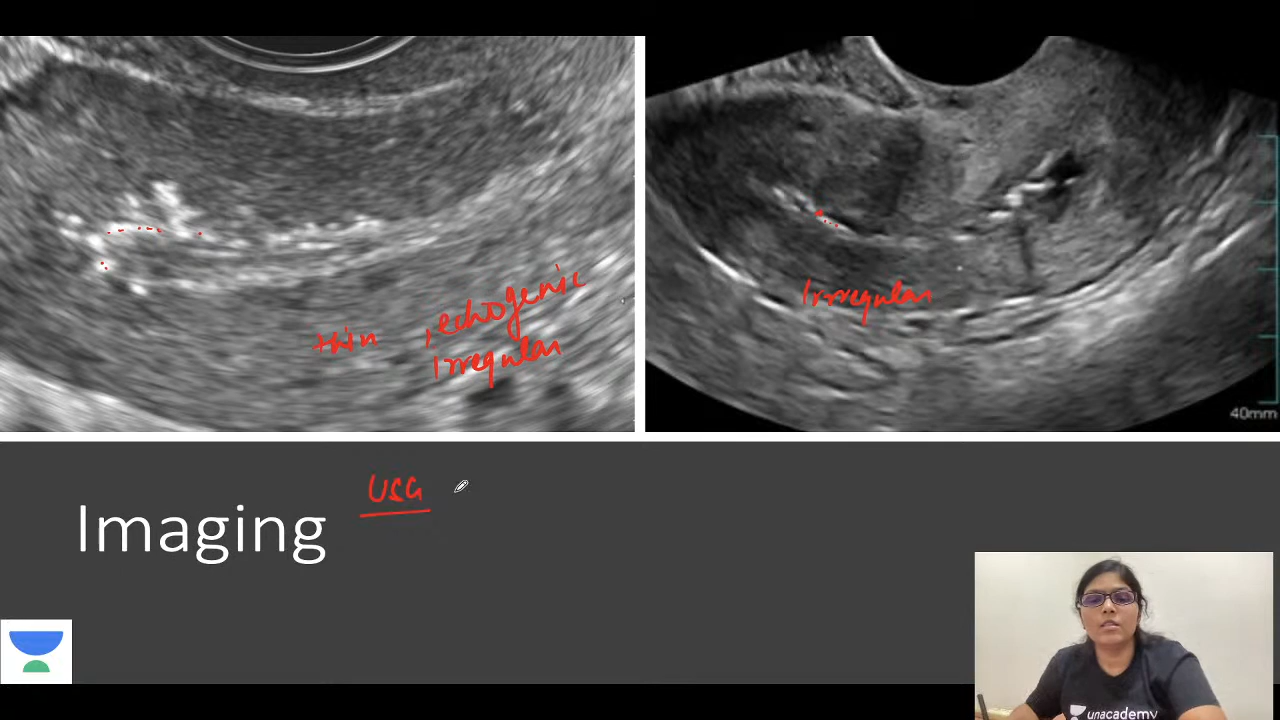 thin , echogenic
Irregular
Irregular
40mm
USG
Imaging
unacademy